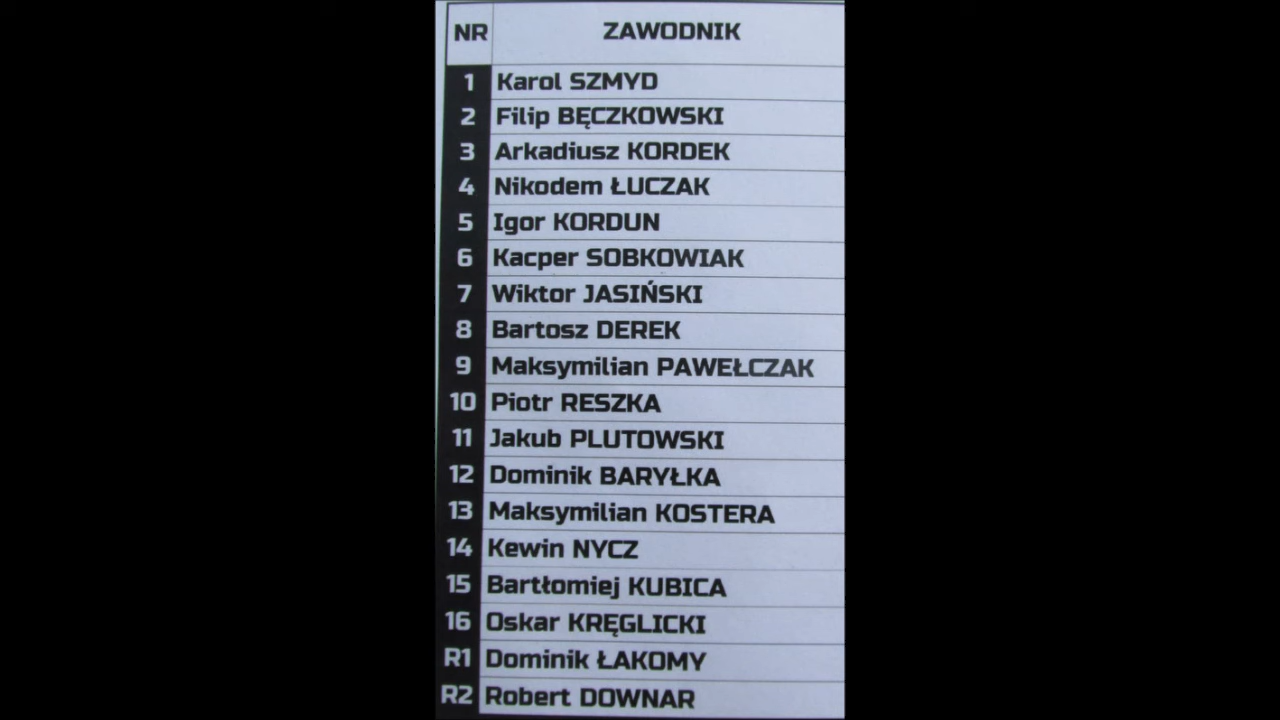 NR ZAWODNIK
1 Karol SZMYD
2 Filip BĘCZKOWSKI
3 Arkadiusz KORDEK
4 Nikodem ŁUCZAK
5 Igor KORDUN
6 Kacper SOBKOWIAK
7 Wiktor JASIŃSKI
8 Bartosz DEREK
9 Maksymilian PAWEŁCZAK
10 Piotr RESZKA
11 Jakub PLUTOWSKI
12 Dominik BARYŁKA
13 Maksymilian KOSTERA
14 Kewin NYCZ
15 Bartłomiej KUBICA
16 Oskar KRĘGLICKI
R1 Dominik ŁAKOMY
R2 Robert DOWNAR